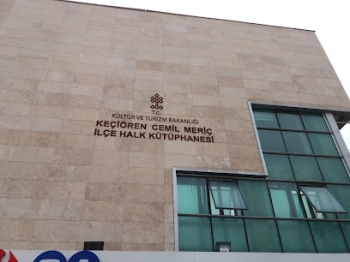 T.C.
KÜLTÜR VE TURİZM BAKANLIĞI
KEÇİÖREN CEMİL MERİÇ
İLÇE HALK KÜTÜPHANESİ